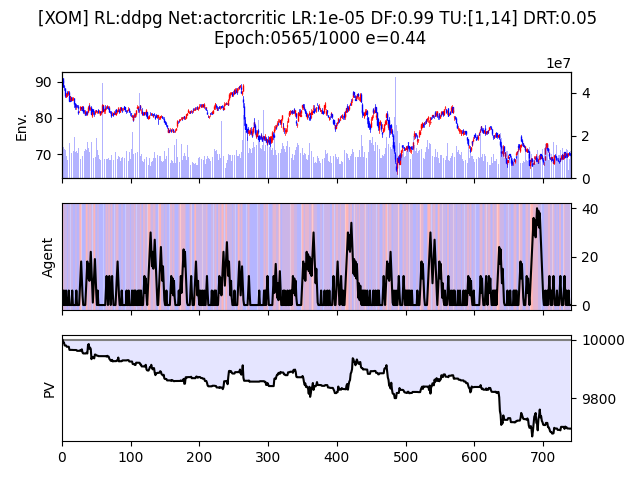 [XOM] RL:ddpg Net:actorcritic LR:1e-05 DF:0.99 TU:[1,14] DRT:0.05
Epoch:0565/1000 e=0.44
1e7
Env.
90
80
70
4
2
0
Agent
40
20
0
PV
10000
9800
0 100 200 300 400 500 600 700